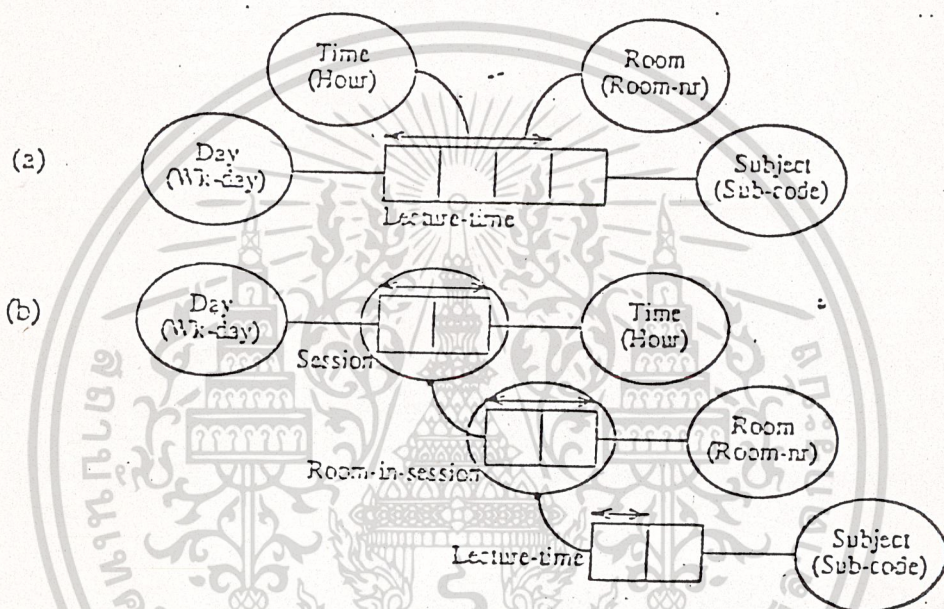 Time
(Hour)
Room
(Room-nr)
(a)
Day
(Wk-day)
Subject
(Sub-code)
Lecture-time
(b)
Day
(Wk-day)
Time
(Hour)
Session
Room
(Room-nr)
Room-in-session
Subject
(Sub-code)
Lecture-time